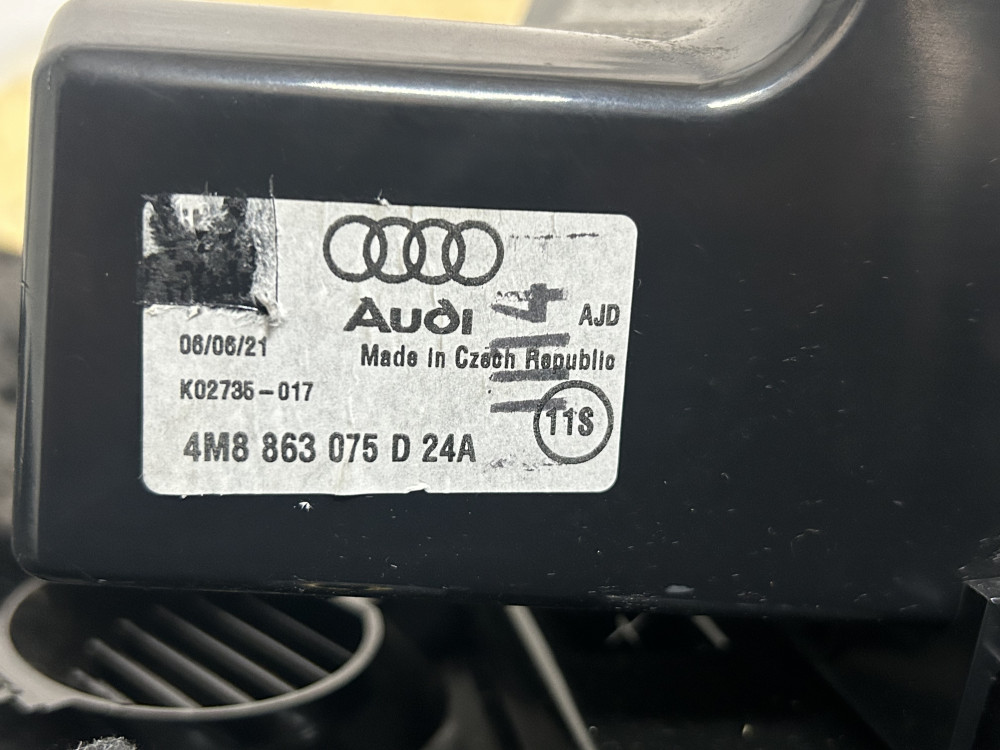 Audi
AJD
06/06/21
Made in Czech Republic
K02735-017
11S
4M8 863 075 D 24A